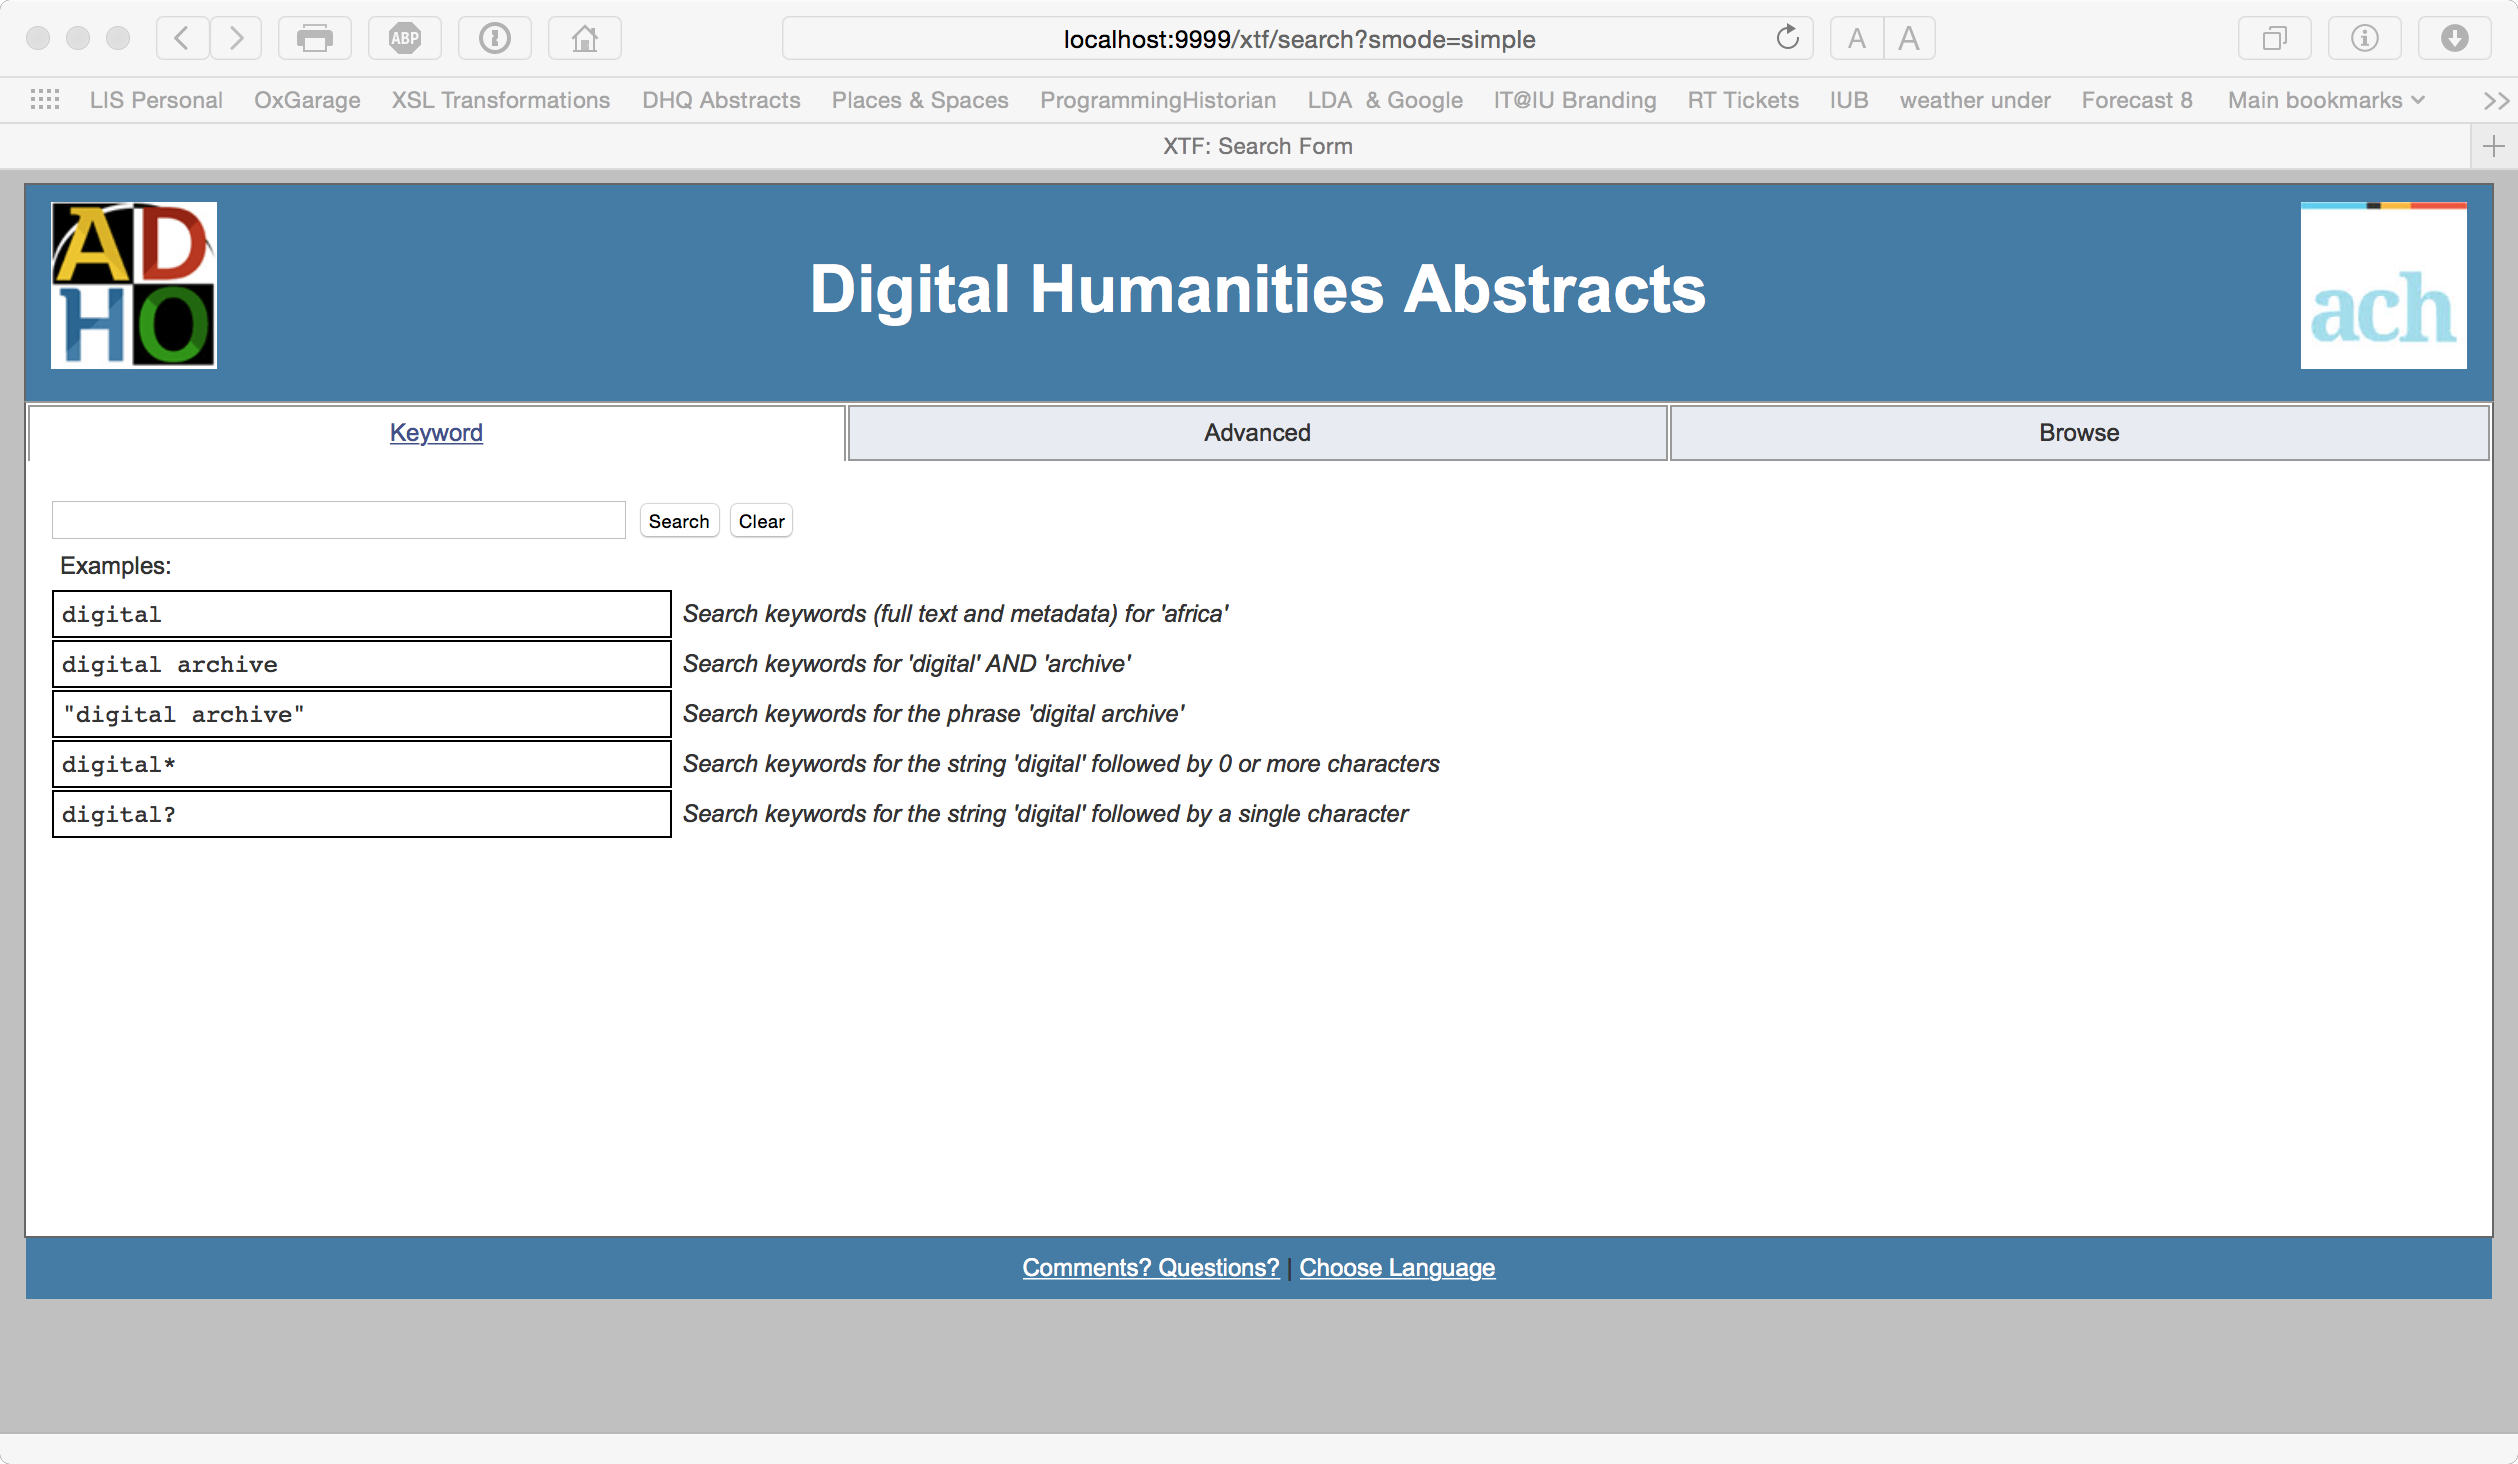 ABP
localhost:9999/xtf/search?smode=simple
A A
LIS Personal OxGarage XSL Transformations DHQ Abstracts Places & Spaces ProgrammingHistorian LDA & Google IT@IU Branding RT Tickets IUB weather under Forecast 8 Main bookmarks
XTF: Search Form
AD
HO
Digital Humanities Abstracts
ach
Keyword Advanced Browse
Search Clear
Examples:
digital Search keywords (full text and metadata) for 'africa'
digital archive Search keywords for 'digital' AND 'archive'
"digital archive" Search keywords for the phrase 'digital archive'
digital* Search keywords for the string 'digital' followed by 0 or more characters
digital? Search keywords for the string 'digital' followed by a single character
Comments? Questions? | Choose Language